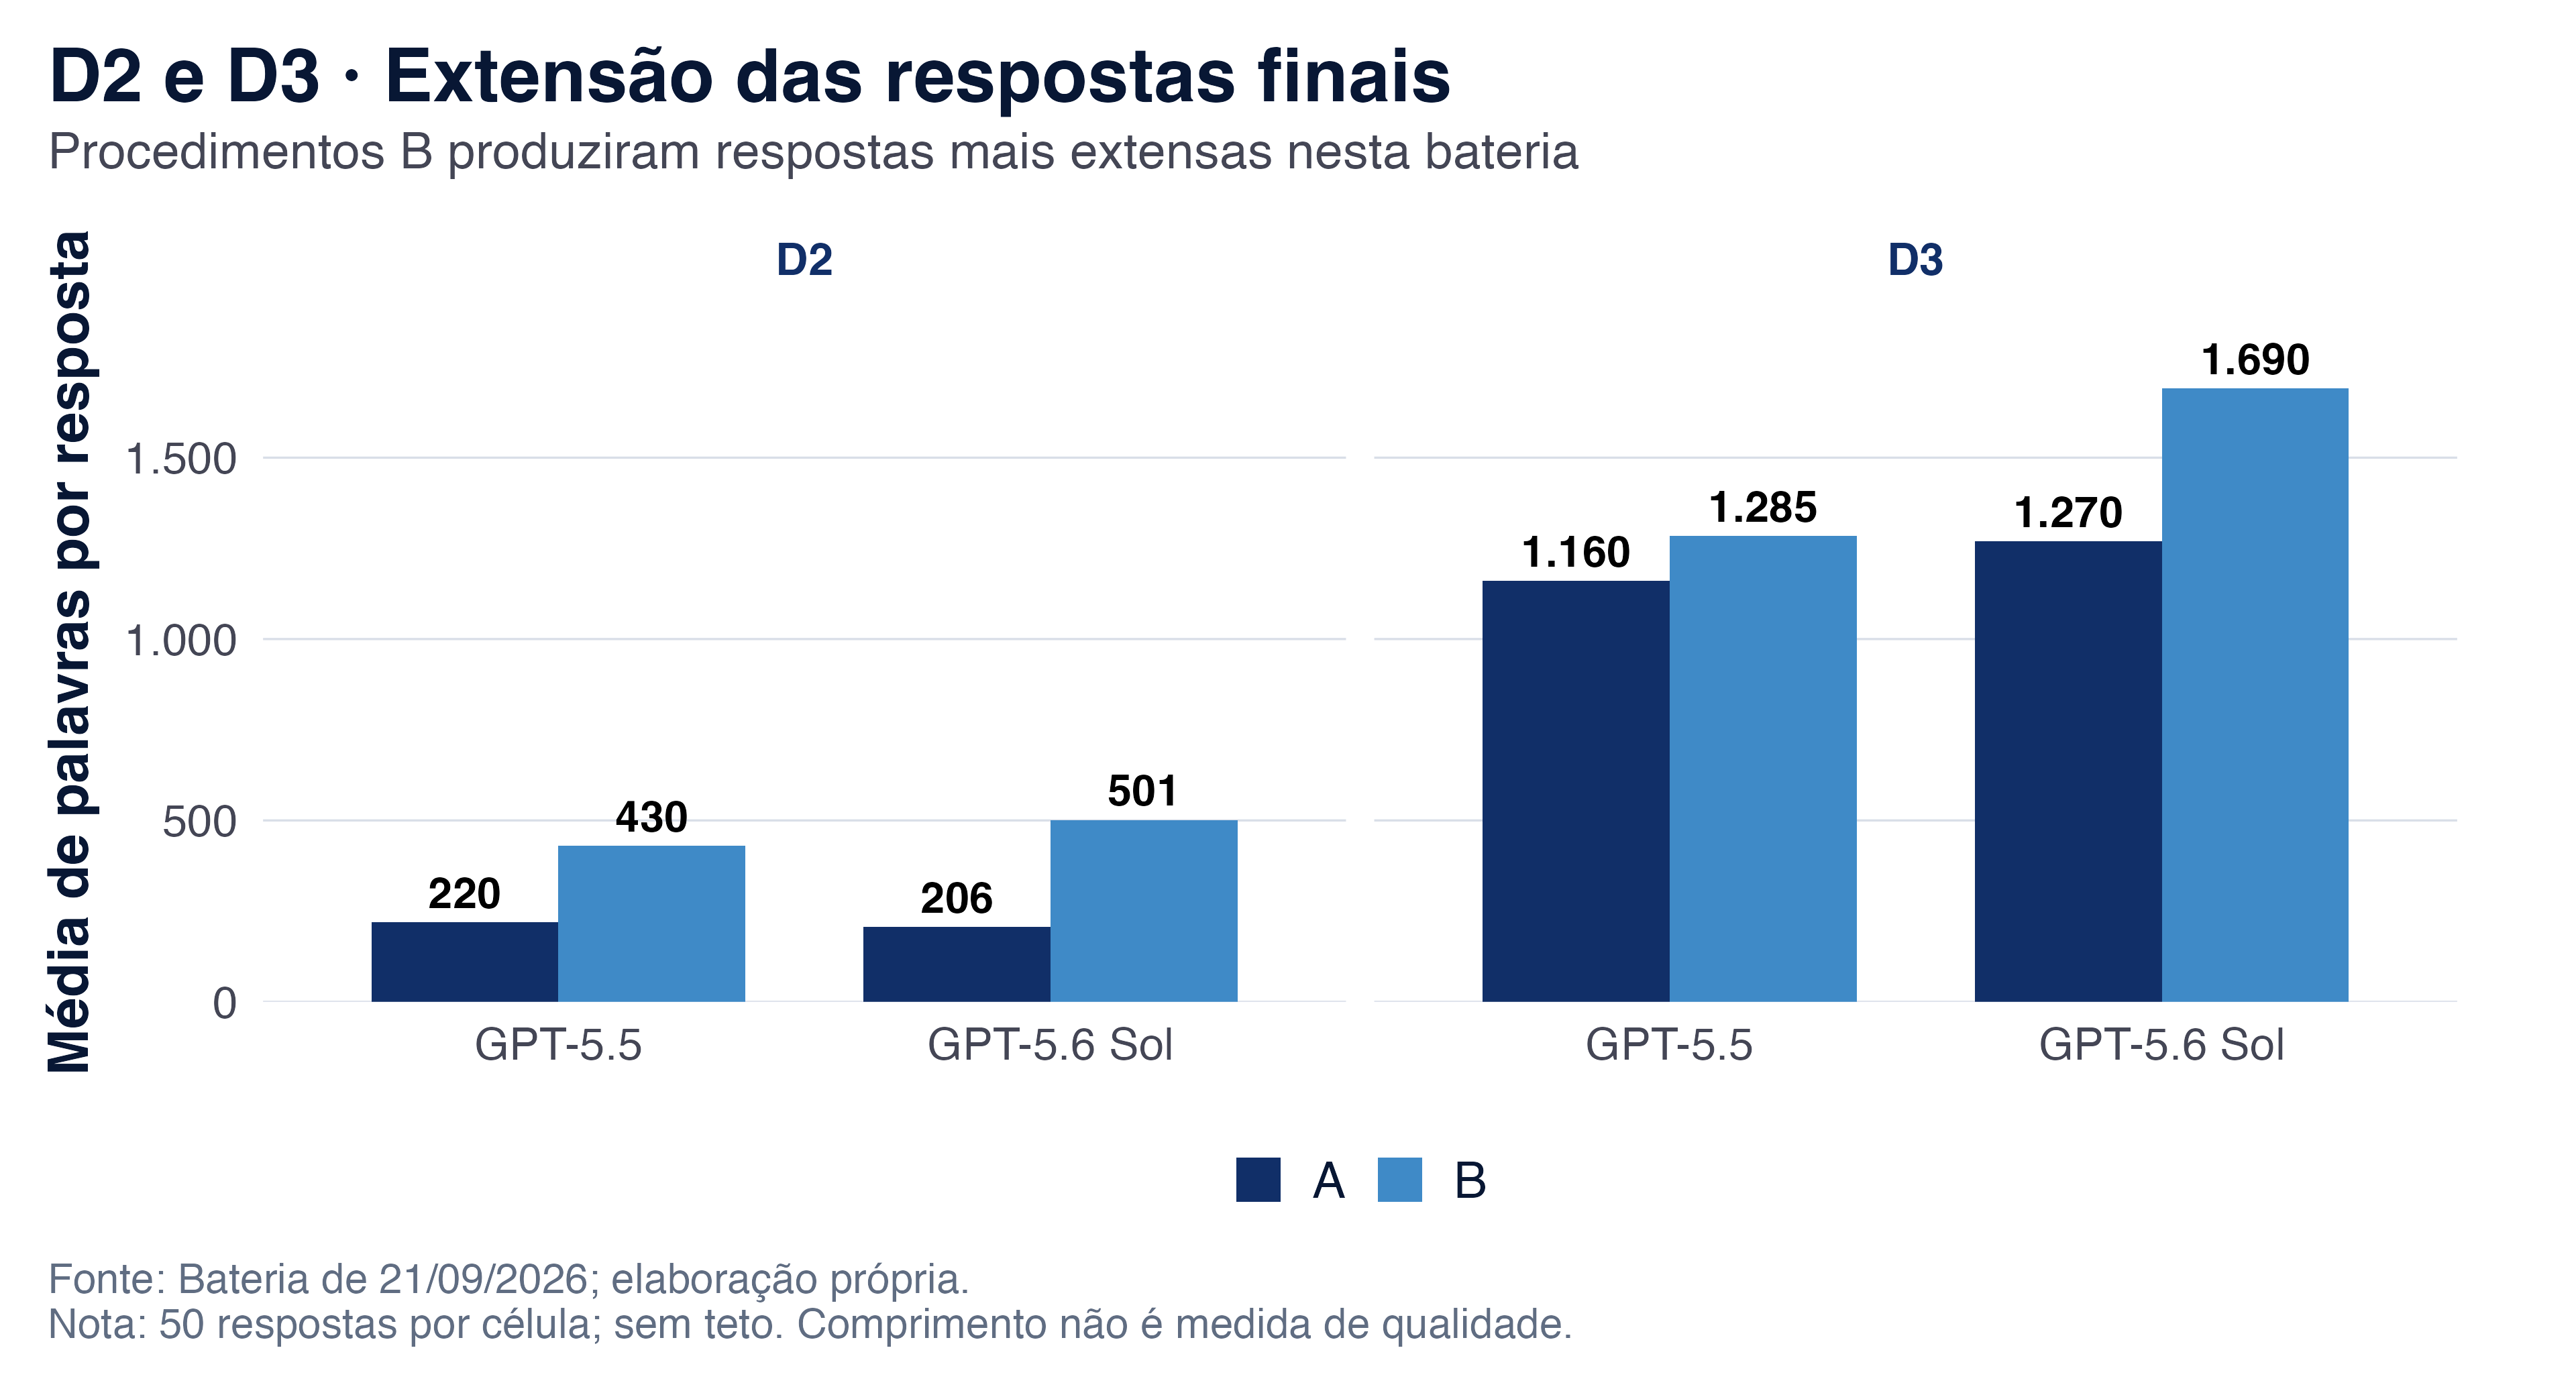 D2 e D3 · Extensão das respostas finais
Procedimentos B produziram respostas mais extensas nesta bateria
Média de palavras por resposta
D2
D3
1.500
1.000
500
0
220
430
206
501
1.160
1.285
1.270
1.690
GPT-5.5
GPT-5.6 Sol
GPT-5.5
GPT-5.6 Sol
A
B
Fonte: Bateria de 21/09/2026; elaboração própria.
Nota: 50 respostas por célula; sem teto. Comprimento não é medida de qualidade.